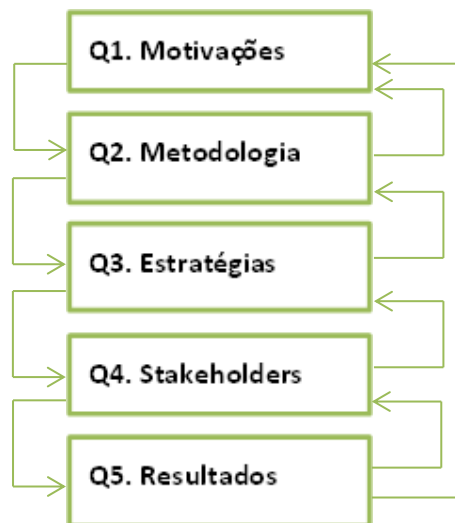 Q1. Motivações
Q2. Metodologia
Q3. Estratégias
Q4. Stakeholders
Q5. Resultados